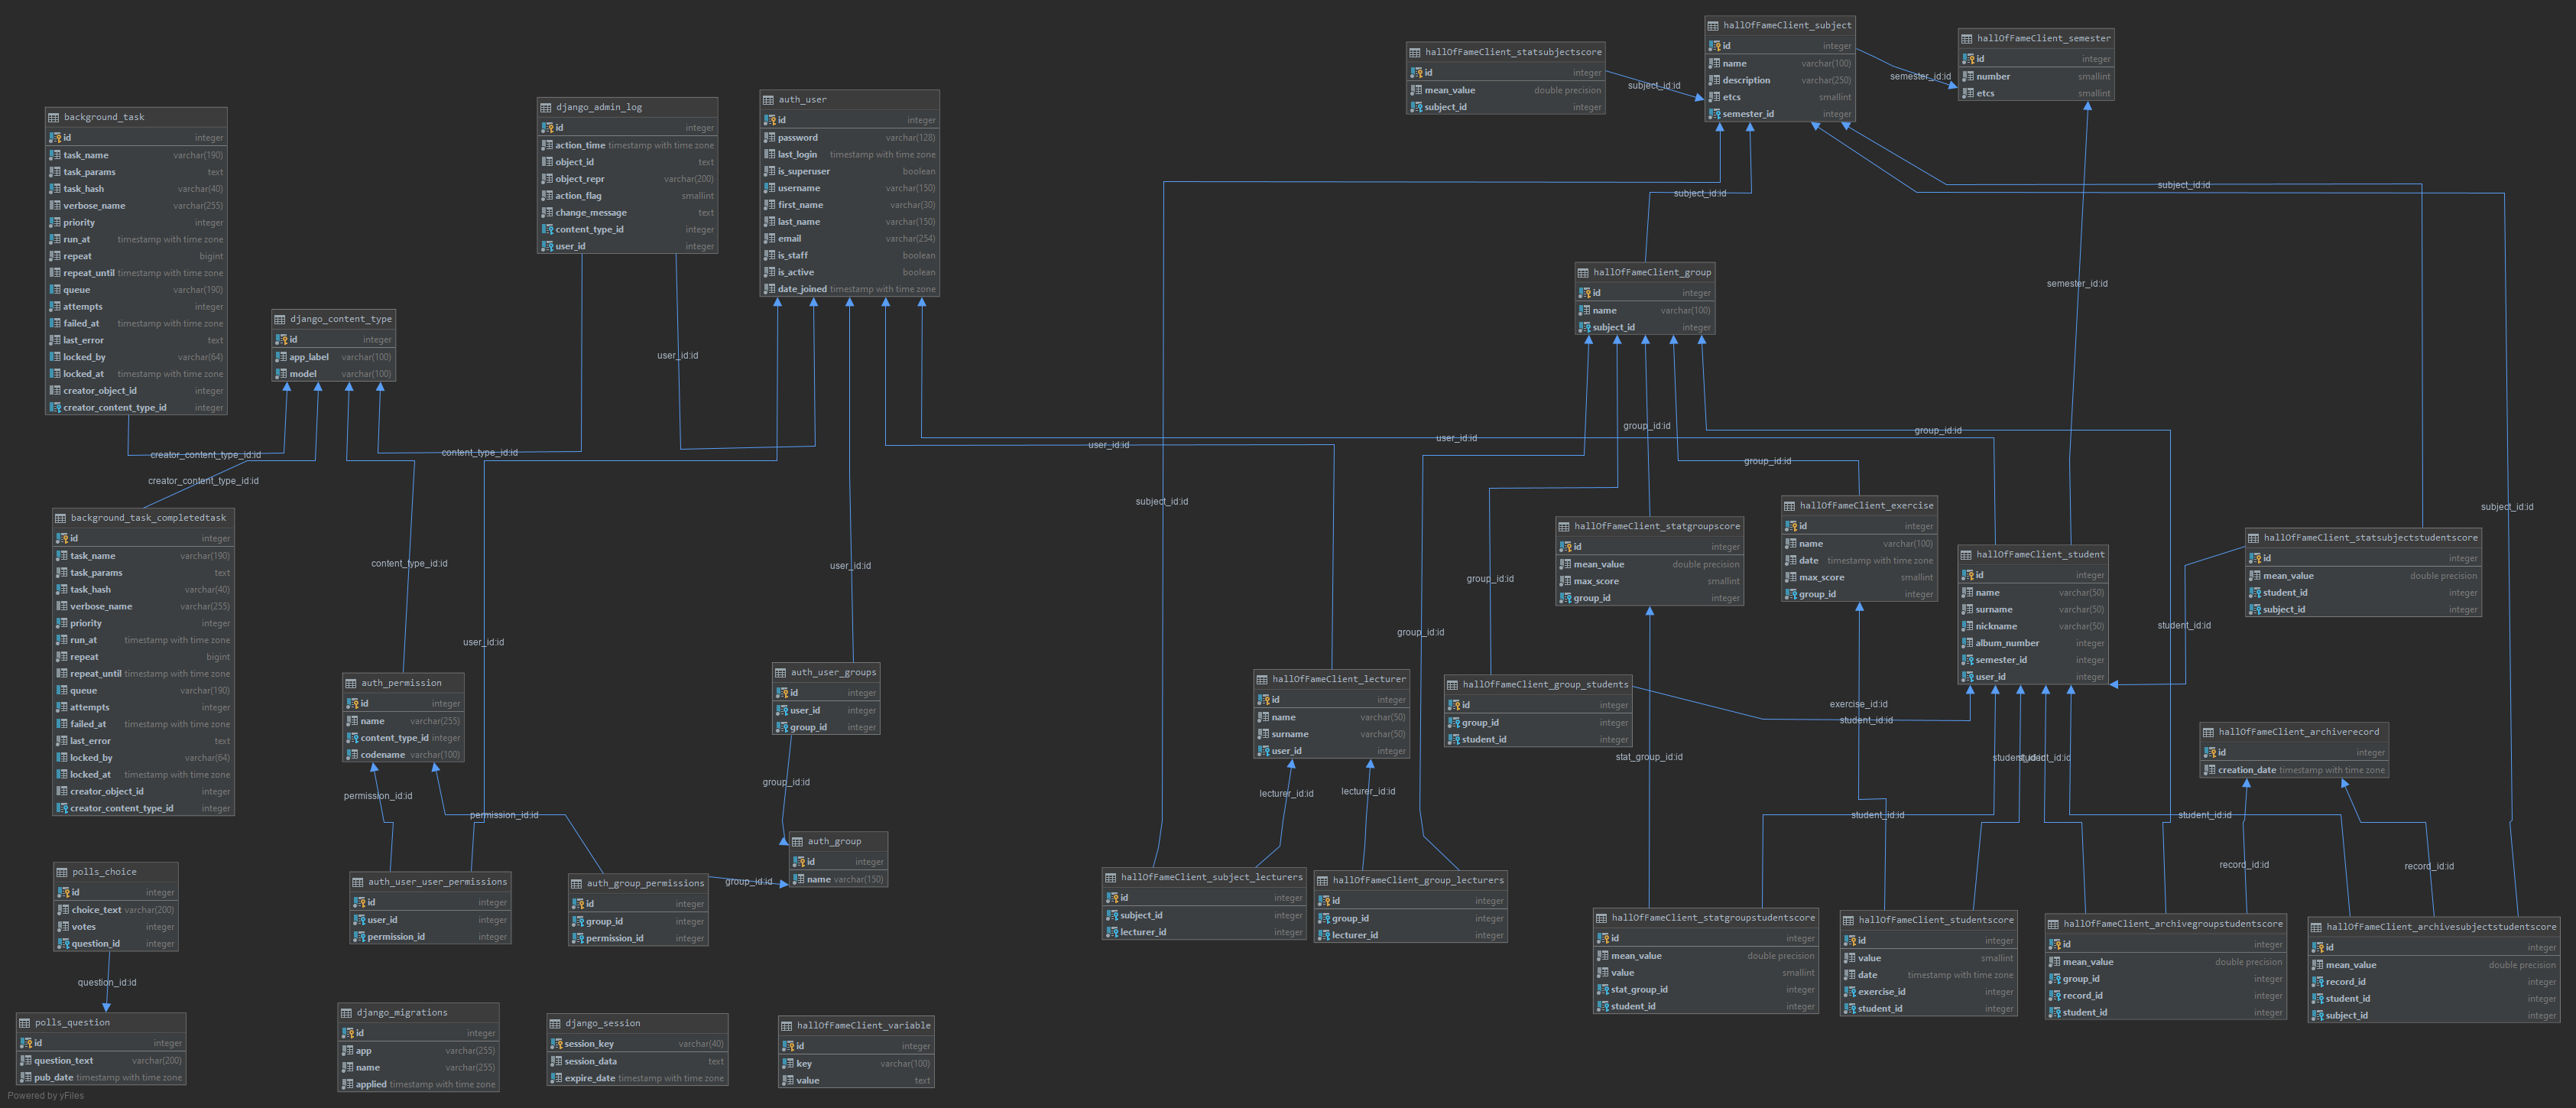 background_task
id integer
task_name varchar(190)
task_params text
task_hash varchar(40)
verbose_name varchar(255)
priority integer
run_at timestamp with time zone
repeat bigint
repeat_until timestamp with time zone
queue varchar(190)
attempts integer
failed_at timestamp with time zone
last_error text
locked_by varchar(64)
locked_at timestamp with time zone
creator_object_id integer
creator_content_type_id integer
django_content_type
id integer
app_label varchar(100)
model varchar(100)
django_admin_log
id integer
action_time timestamp with time zone
object_id text
object_repr varchar(200)
action_flag smallint
change_message text
content_type_id integer
user_id integer
auth_user
id integer
password varchar(128)
last_login timestamp with time zone
is_superuser boolean
username varchar(150)
first_name varchar(30)
last_name varchar(150)
email varchar(254)
is_staff boolean
is_active boolean
date_joined timestamp with time zone
hallOfFameClient_statsubjectscore
id integer
mean_value double precision
subject_id integer
subject_id:id
hallOfFameClient_subject
id integer
name varchar(100)
description varchar(250)
etcs smallint
semester_id integer
semester_id:id
hallOfFameClient_semester
id integer
number smallint
etcs smallint
subject_id:id
subject_id:id
hallOfFameClient_group
id integer
name varchar(100)
subject_id integer
semester_id:id
user_id:id
creator_content_type_id:id
content_type_id:id
creator_content_type_id:id
user_id:id
user_id:id
group_id:id
group_id:id
group_id:id
subject_id:id
subject_id:id
background_task_completedtask
id integer
task_name varchar(190)
task_params text
task_hash varchar(40)
verbose_name varchar(255)
priority integer
run_at timestamp with time zone
repeat bigint
repeat_until timestamp with time zone
queue varchar(190)
attempts integer
failed_at timestamp with time zone
last_error text
locked_by varchar(64)
locked_at timestamp with time zone
creator_object_id integer
creator_content_type_id integer
content_type_id:id
user_id:id
user_id:id
group_id:id
group_id:id
hallOfFameClient_statgroupscore
id integer
mean_value double precision
max_score smallint
group_id integer
hallOfFameClient_exercise
id integer
name varchar(100)
date timestamp with time zone
max_score smallint
group_id integer
hallOfFameClient_student
id integer
name varchar(50)
surname varchar(50)
nickname varchar(50)
album_number integer
semester_id integer
user_id integer
hallOfFameClient_statsubjectstudentscore
id integer
mean_value double precision
student_id integer
subject_id integer
student_id:id
auth_permission
id integer
name varchar(255)
content_type_id integer
codename varchar(100)
auth_user_groups
id integer
user_id integer
group_id integer
hallOfFameClient_lecturer
id integer
name varchar(50)
surname varchar(50)
user_id integer
hallOfFameClient_group_students
id integer
group_id integer
student_id integer
exercise_id:id
student_id:id
hallOfFameClient_archiverecord
id integer
creation_date timestamp with time zone
stat_group_id:id
student_id:id
student_id:id
permission_id:id
permission_id:id
group_id:id
lecturer_id:id
lecturer_id:id
student_id:id
student_id:id
record_id:id
record_id:id
auth_group
id integer
name varchar(150)
group_id:id
polls_choice
id integer
choice_text varchar(200)
votes integer
question_id integer
question_id:id
auth_user_user_permissions
id integer
user_id integer
permission_id integer
auth_group_permissions
id integer
group_id integer
permission_id integer
hallOfFameClient_subject_lecturers
id integer
subject_id integer
lecturer_id integer
hallOfFameClient_group_lecturers
id integer
group_id integer
lecturer_id integer
hallOfFameClient_statgroupstudentscore
id integer
mean_value double precision
value smallint
stat_group_id integer
student_id integer
hallOfFameClient_studentscore
id integer
value smallint
date timestamp with time zone
exercise_id integer
student_id integer
hallOfFameClient_archivegroupstudentscore
id integer
mean_value double precision
group_id integer
record_id integer
student_id integer
hallOfFameClient_archivesubjectstudentscore
id integer
mean_value double precision
record_id integer
student_id integer
subject_id integer
polls_question
id integer
question_text varchar(200)
pub_date timestamp with time zone
django_migrations
id integer
app varchar(255)
name varchar(255)
applied timestamp with time zone
django_session
session_key varchar(40)
session_data text
expire_date timestamp with time zone
hallOfFameClient_variable
id integer
key varchar(100)
value text
Powered by yFiles